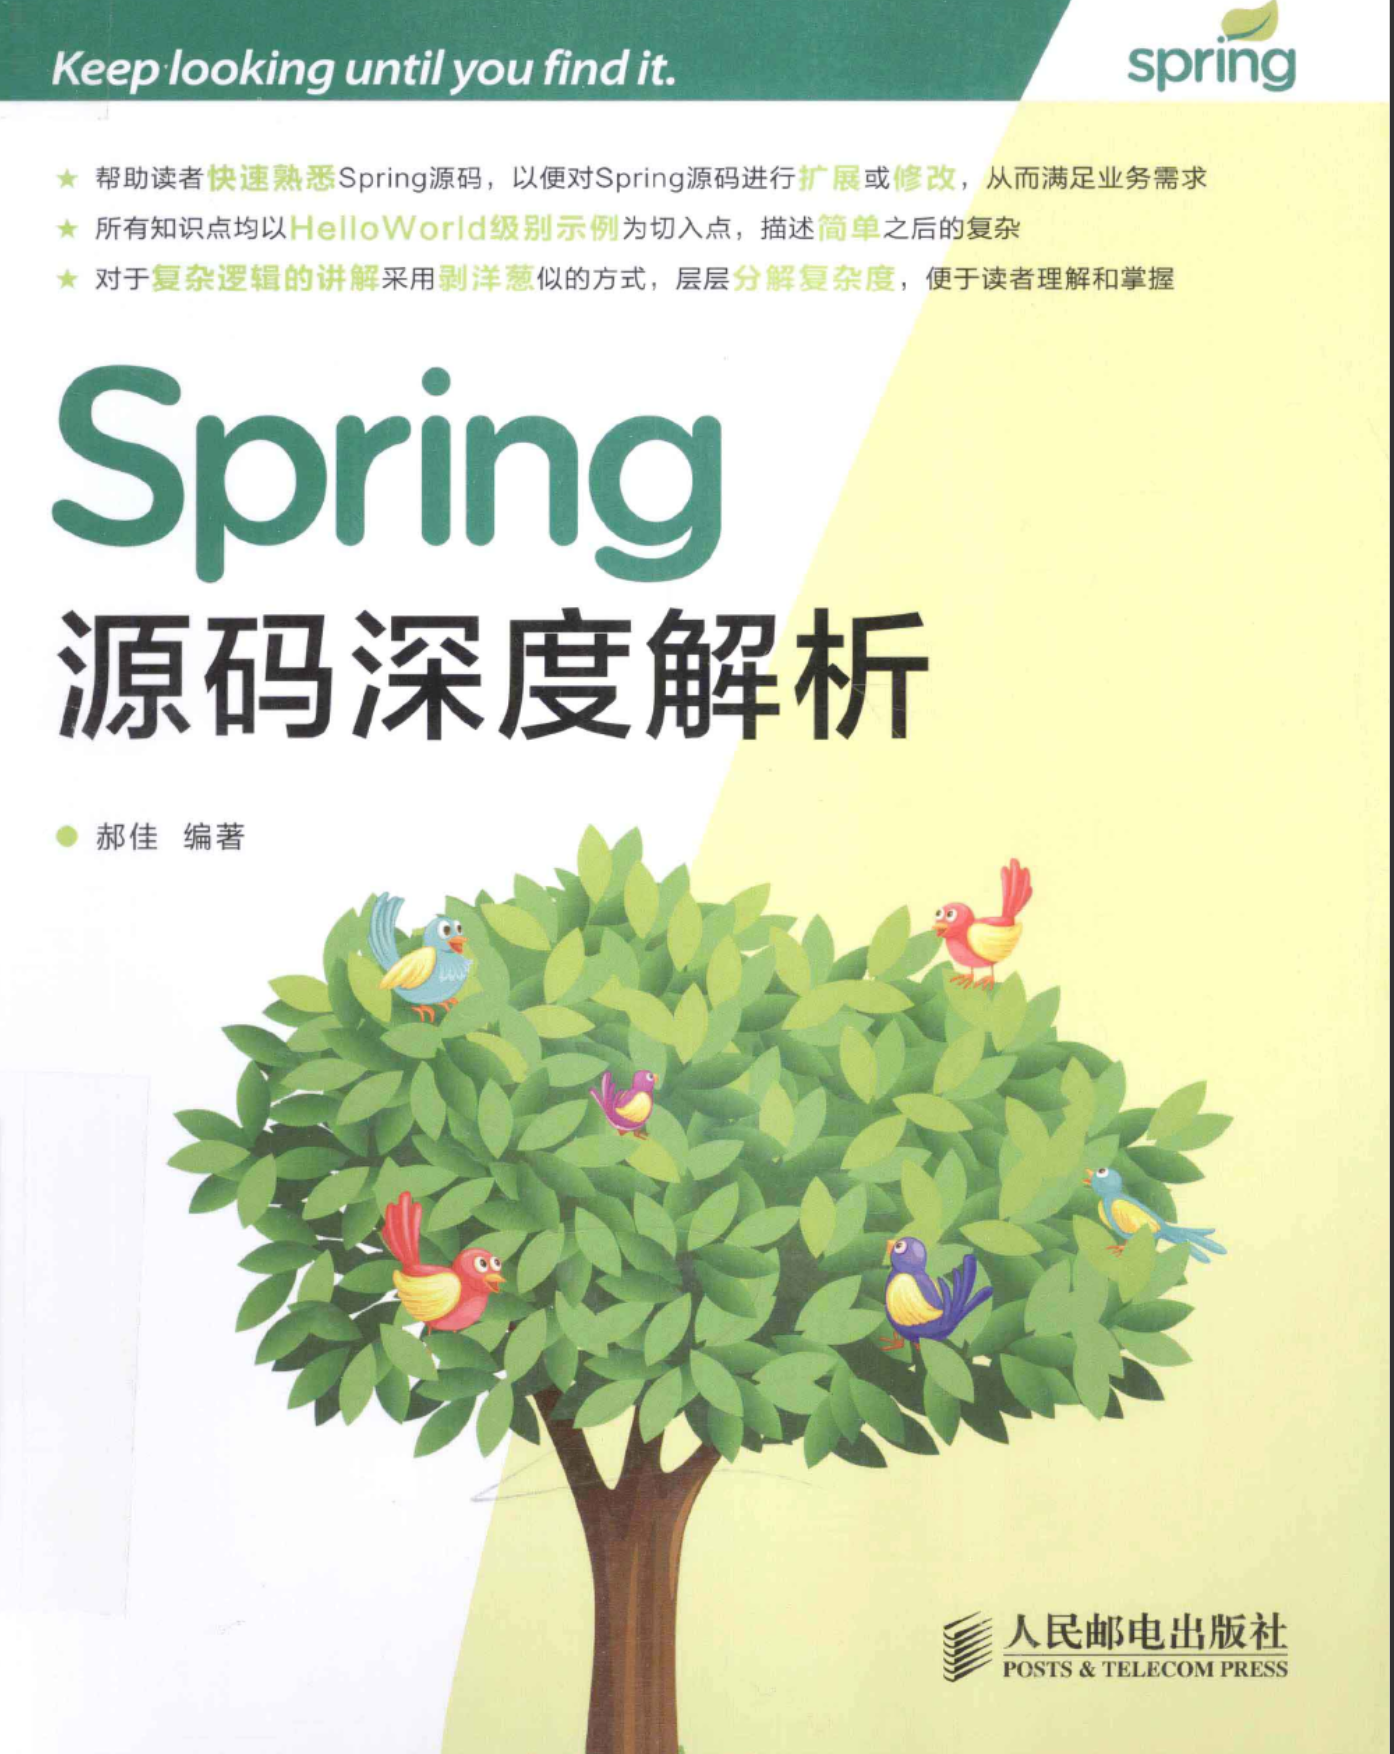 Keep looking until you find it.
spring
★ 帮助读者快速熟悉Spring源码，以便对Spring源码进行扩展或修改，从而满足业务需求
★ 所有知识点均以HelloWorld级别示例为切入点，描述简单之后的复杂
★ 对于复杂逻辑的讲解采用剥洋葱似的方式，层层分解复杂度，便于读者理解和掌握
Spring
源码深度解析
● 郝佳 编著
人民邮电出版社
POSTS & TELECOM PRESS